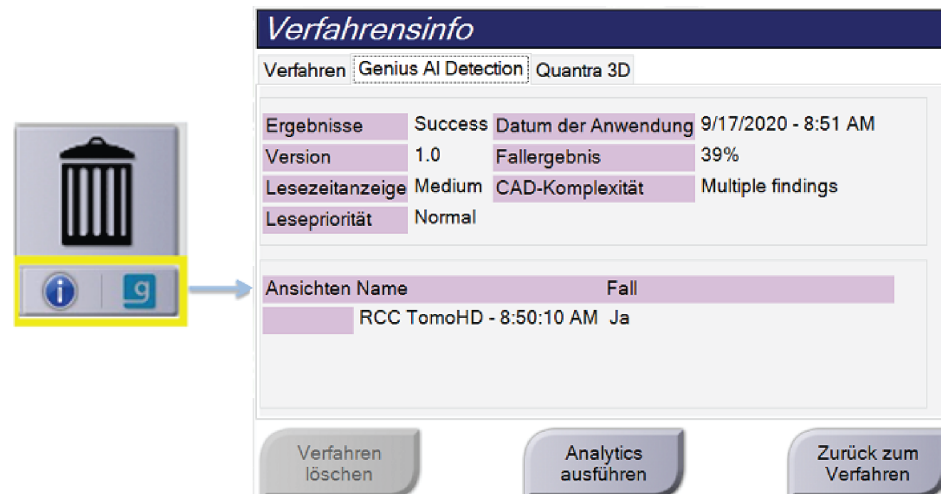 Verfahrensinfo
Verfahren Genius AI Detection Quantra 3D
Ergebnisse Success Datum der Anwendung 9/17/2020 - 8:51 AM
Version 1.0 Fallergebnis 39%
Lesezeitanzeige Medium CAD-Komplexität Multiple findings
Lesepriorität Normal
i g
Ansichten Name Fall
RCC TomoHD - 8:50:10 AM Ja
Verfahren löschen
Analytics ausführen
Zurück zum Verfahren